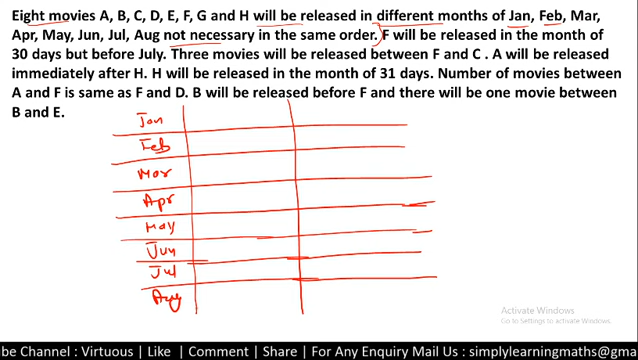 Eight movies A, B, C, D, E, F, G and H will be released in different months of Jan, Feb, Mar,
Apr, May, Jun, Jul, Aug not necessary in the same order. F will be released in the month of
30 days but before July. Three movies will be released between F and C . A will be released
immediately after H. H will be released in the month of 31 days. Number of movies between
A and F is same as F and D. B will be released before F and there will be one movie between
B and E.
Jan
Feb
Mar
Apr
May
Jun
Jul
Aug
Activate Windows
Go to Settings to activate Windows.
be Channel : Virtuous | Like | Comment | Share | For Any Enquiry Mail Us : simplylearningmaths@gma